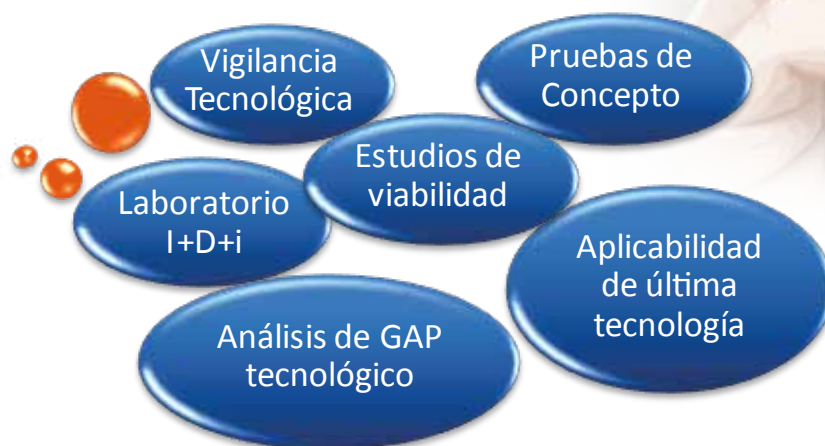 Vigilancia
Tecnológica
Pruebas de
Concepto
Estudios de
viabilidad
Laboratorio
I+D+i
Aplicabilidad
de última
tecnología
Análisis de GAP
tecnológico